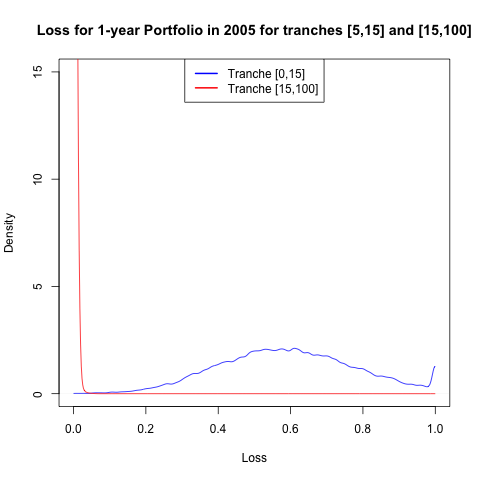 Loss for 1-year Portfolio in 2005 for tranches [5,15] and [15,100]
Tranche [0,15]
Tranche [15,100]
15
10
5
0
Density
0.0 0.2 0.4 0.6 0.8 1.0
Loss